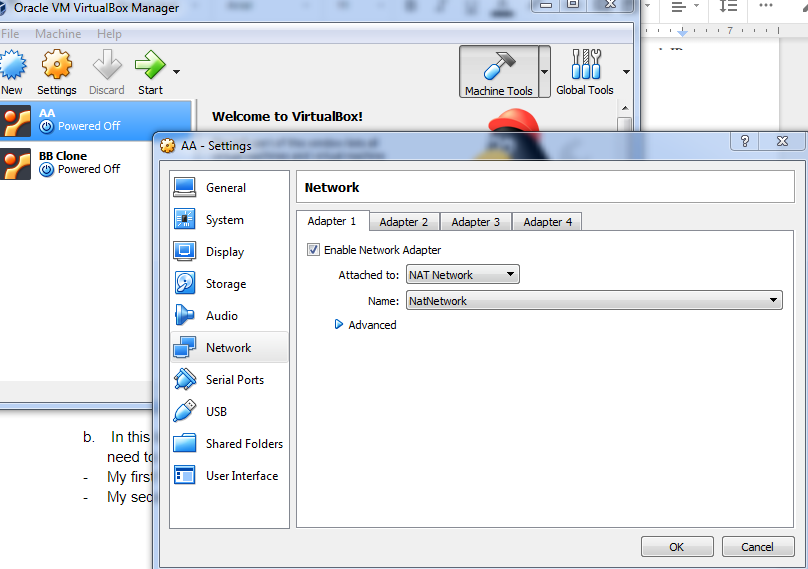 Oracle VM VirtualBox Manager
File Machine Help
New Settings Discard Start Machine Tools Global Tools
7
AA
Powered Off
BB Clone
Powered Off
Welcome to VirtualBox!
AA - Settings
General
System
Display
Storage
Audio
Network
Serial Ports
USB
Shared Folders
User Interface
Network
Adapter 1 Adapter 2 Adapter 3 Adapter 4
Enable Network Adapter
Attached to: NAT Network
Name: NatNetwork
Advanced
OK Cancel
b. In this
need to
- My first
- My sec